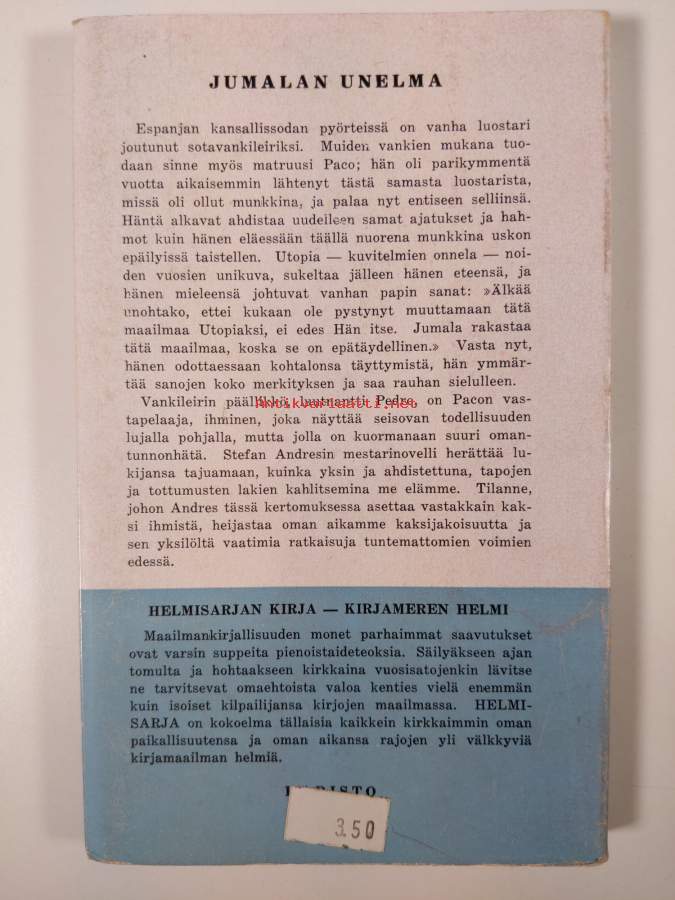 JUMALAN UNELMA
Espanjan kansallissodan pyörteissä on vanha luostari
joutunut sotavankileiriksi. Muiden vankien mukana tuo-
daan sinne myös matruusi Paco; hän oli parikymmentä
vuotta aikaisemmin lähtenyt tästä samasta luostarista,
missä oli ollut munkkina, ja palaa nyt entiseen selliinsä.
Häntä alkavat ahdistaa uudelleen samat ajatukset ja hah-
mot kuin hänen eläessään täällä nuorena munkkina uskon
epäilyissä taistellen. Utopia — kuvitelmien onnela — noi-
den vuosien unikuva, sukeltaa jälleen hänen eteensä, ja
hänen mieleensä johtuvat vanhan papin sanat: »Älkää
unohtako, ettei kukaan ole pystynyt muuttamaan tätä
maailmaa Utopiaksi, ei edes Hän itse. Jumala rakastaa
tätä maailmaa, koska se on epätäydellinen.» Vasta nyt,
hänen odottaessaan kohtalonsa täyttymistä, hän ymmär-
tää sanojen koko merkityksen ja saa rauhan sielulleen.
Vankileirin päällikkö, luutnantti Pedro, on Pacon vas-
antikvariaatti.net
tapelaaja, ihminen, joka näyttää seisovan todellisuuden
lujalla pohjalla, mutta jolla on kuormanaan suuri oman-
tunnonhätä. Stefan Andresin mestarinovelli herättää lu-
kijansa tajuamaan, kuinka yksin ja ahdistettuna, tapojen
ja tottumusten lakien kahlitsemina me elämme. Tilanne,
johon Andres tässä kertomuksessa asettaa vastakkain kak-
si ihmistä, heijastaa oman aikamme kaksijakoisuutta ja
sen yksilöltä vaatimia ratkaisuja tuntemattomien voimien
edessä.
HELMISARJAN KIRJA — KIRJAMEREN HELMI
Maailmankirjallisuuden monet parhaimmat saavutukset
ovat varsin suppeita pienoistaideteoksia. Säilyäkseen ajan
tomulta ja hohtaakseen kirkkaina vuosisatojenkin lävitse
ne tarvitsevat omaehtoista valoa kenties vielä enemmän
kuin isoiset kilpailijansa kirjojen maailmassa. HELMI-
SARJA on kokoelma tällaisia kaikkein kirkkaimmin oman
paikallisuutensa ja oman aikansa rajojen yli välkkyviä
kirjamaailman helmiä.
3.50